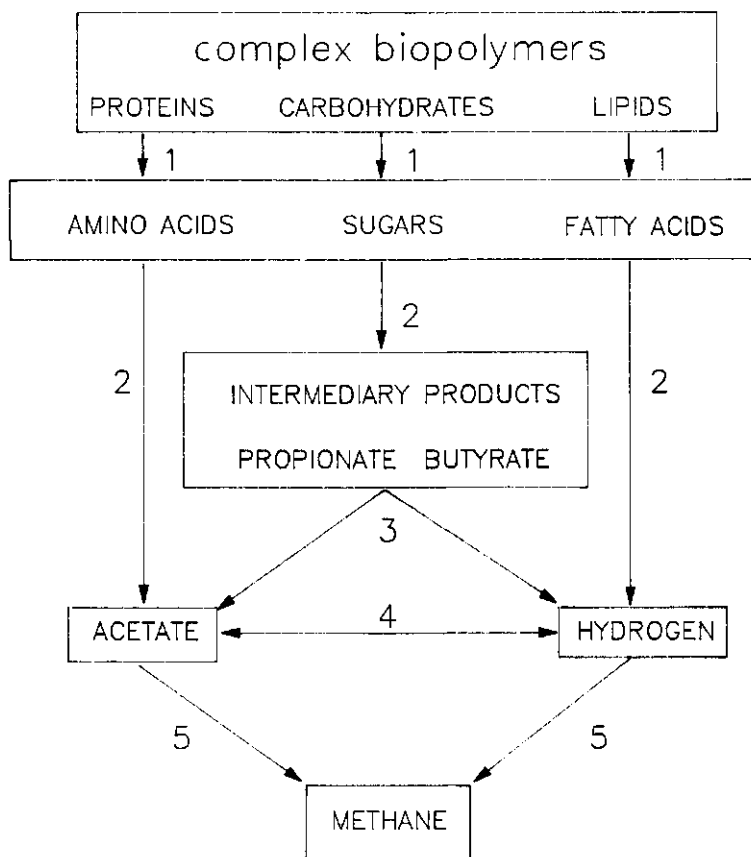 complex biopolymers
PROTEINS CARBOHYDRATES LIPIDS
1 1 1
AMINO ACIDS SUGARS FATTY ACIDS
2
2 2
INTERMEDIARY PRODUCTS
PROPIONATE BUTYRATE
3
ACETATE 4 HYDROGEN
5 5
METHANE